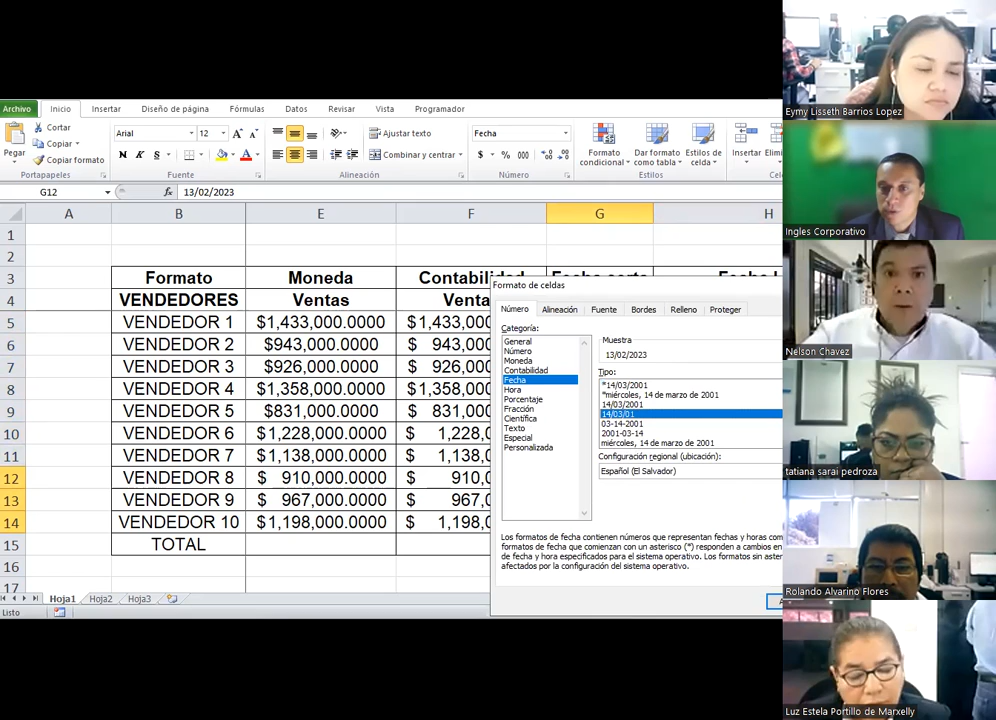 Archivo Inicio Insertar Diseño de página Fórmulas Datos Revisar Vista Programador
Pegar
Cortar
Copiar
Copiar formato
Portapapeles
Arial 12
N K S
Fuente
Ajustar texto
Combinar y centrar
Alineación
Fecha
$ % 000
Número
Formato condicional
Dar formato como tabla
Estilos de celda
Estilos
Insertar
G12 fx 13/02/2023
A B E F G H
1
2
3 Formato Moneda
4 VENDEDORES Ventas
5 VENDEDOR 1 $1,433,000.0000 $1,433,000
6 VENDEDOR 2 $943,000.0000 $ 943,00
7 VENDEDOR 3 $926,000.0000 $ 926,00
8 VENDEDOR 4 $1,358,000.0000 $1,358,000
9 VENDEDOR 5 $831,000.0000 $ 831,00
10 VENDEDOR 6 $1,228,000.0000 $ 1,228,
11 VENDEDOR 7 $1,138,000.0000 $ 1,138,
12 VENDEDOR 8 $ 910,000.0000 $ 910,
13 VENDEDOR 9 $ 967,000.0000 $ 967,
14 VENDEDOR 10 $1,198,000.0000 $ 1,198,
15 TOTAL
16
17
Hoja1 Hoja2 Hoja3
Listo
Formato de celdas
Número Alineación Fuente Bordes Relleno Proteger
Categoría:
General
Número
Moneda
Contabilidad
Fecha
Hora
Porcentaje
Fracción
Científica
Texto
Especial
Personalizada
Muestra
13/02/2023
Tipo:
*14/03/2001
*miércoles, 14 de marzo de 2001
14/03/2001
14/03/01
03-14-2001
2001-03-14
miércoles, 14 de marzo de 2001
Configuración regional (ubicación):
Español (El Salvador)
Los formatos de fecha contienen números que representan fechas y horas com
formatos de fecha que comienzan con un asterisco (*) responden a cambios en
de fecha y hora especificados para el sistema operativo. Los formatos sin aster
afectados por la configuración del sistema operativo.
Eymy Lisseth Barrios Lopez
Ingles Corporativo
Nelson Chavez
tatiana sarai pedroza
Rolando Alvarino Flores
Luz Estela Portillo de Marxelly